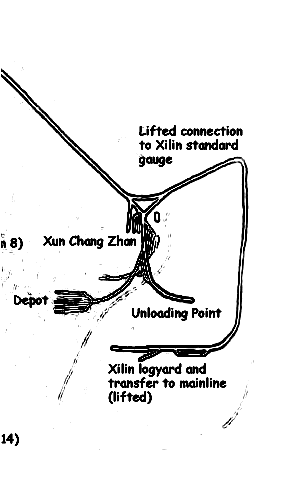 Lifted connection
to Xilin standard
gauge
n 8)
Xun Chang Zhan
Depot
Unloading Point
Xilin logyard and
transfer to mainline
(lifted)
14)